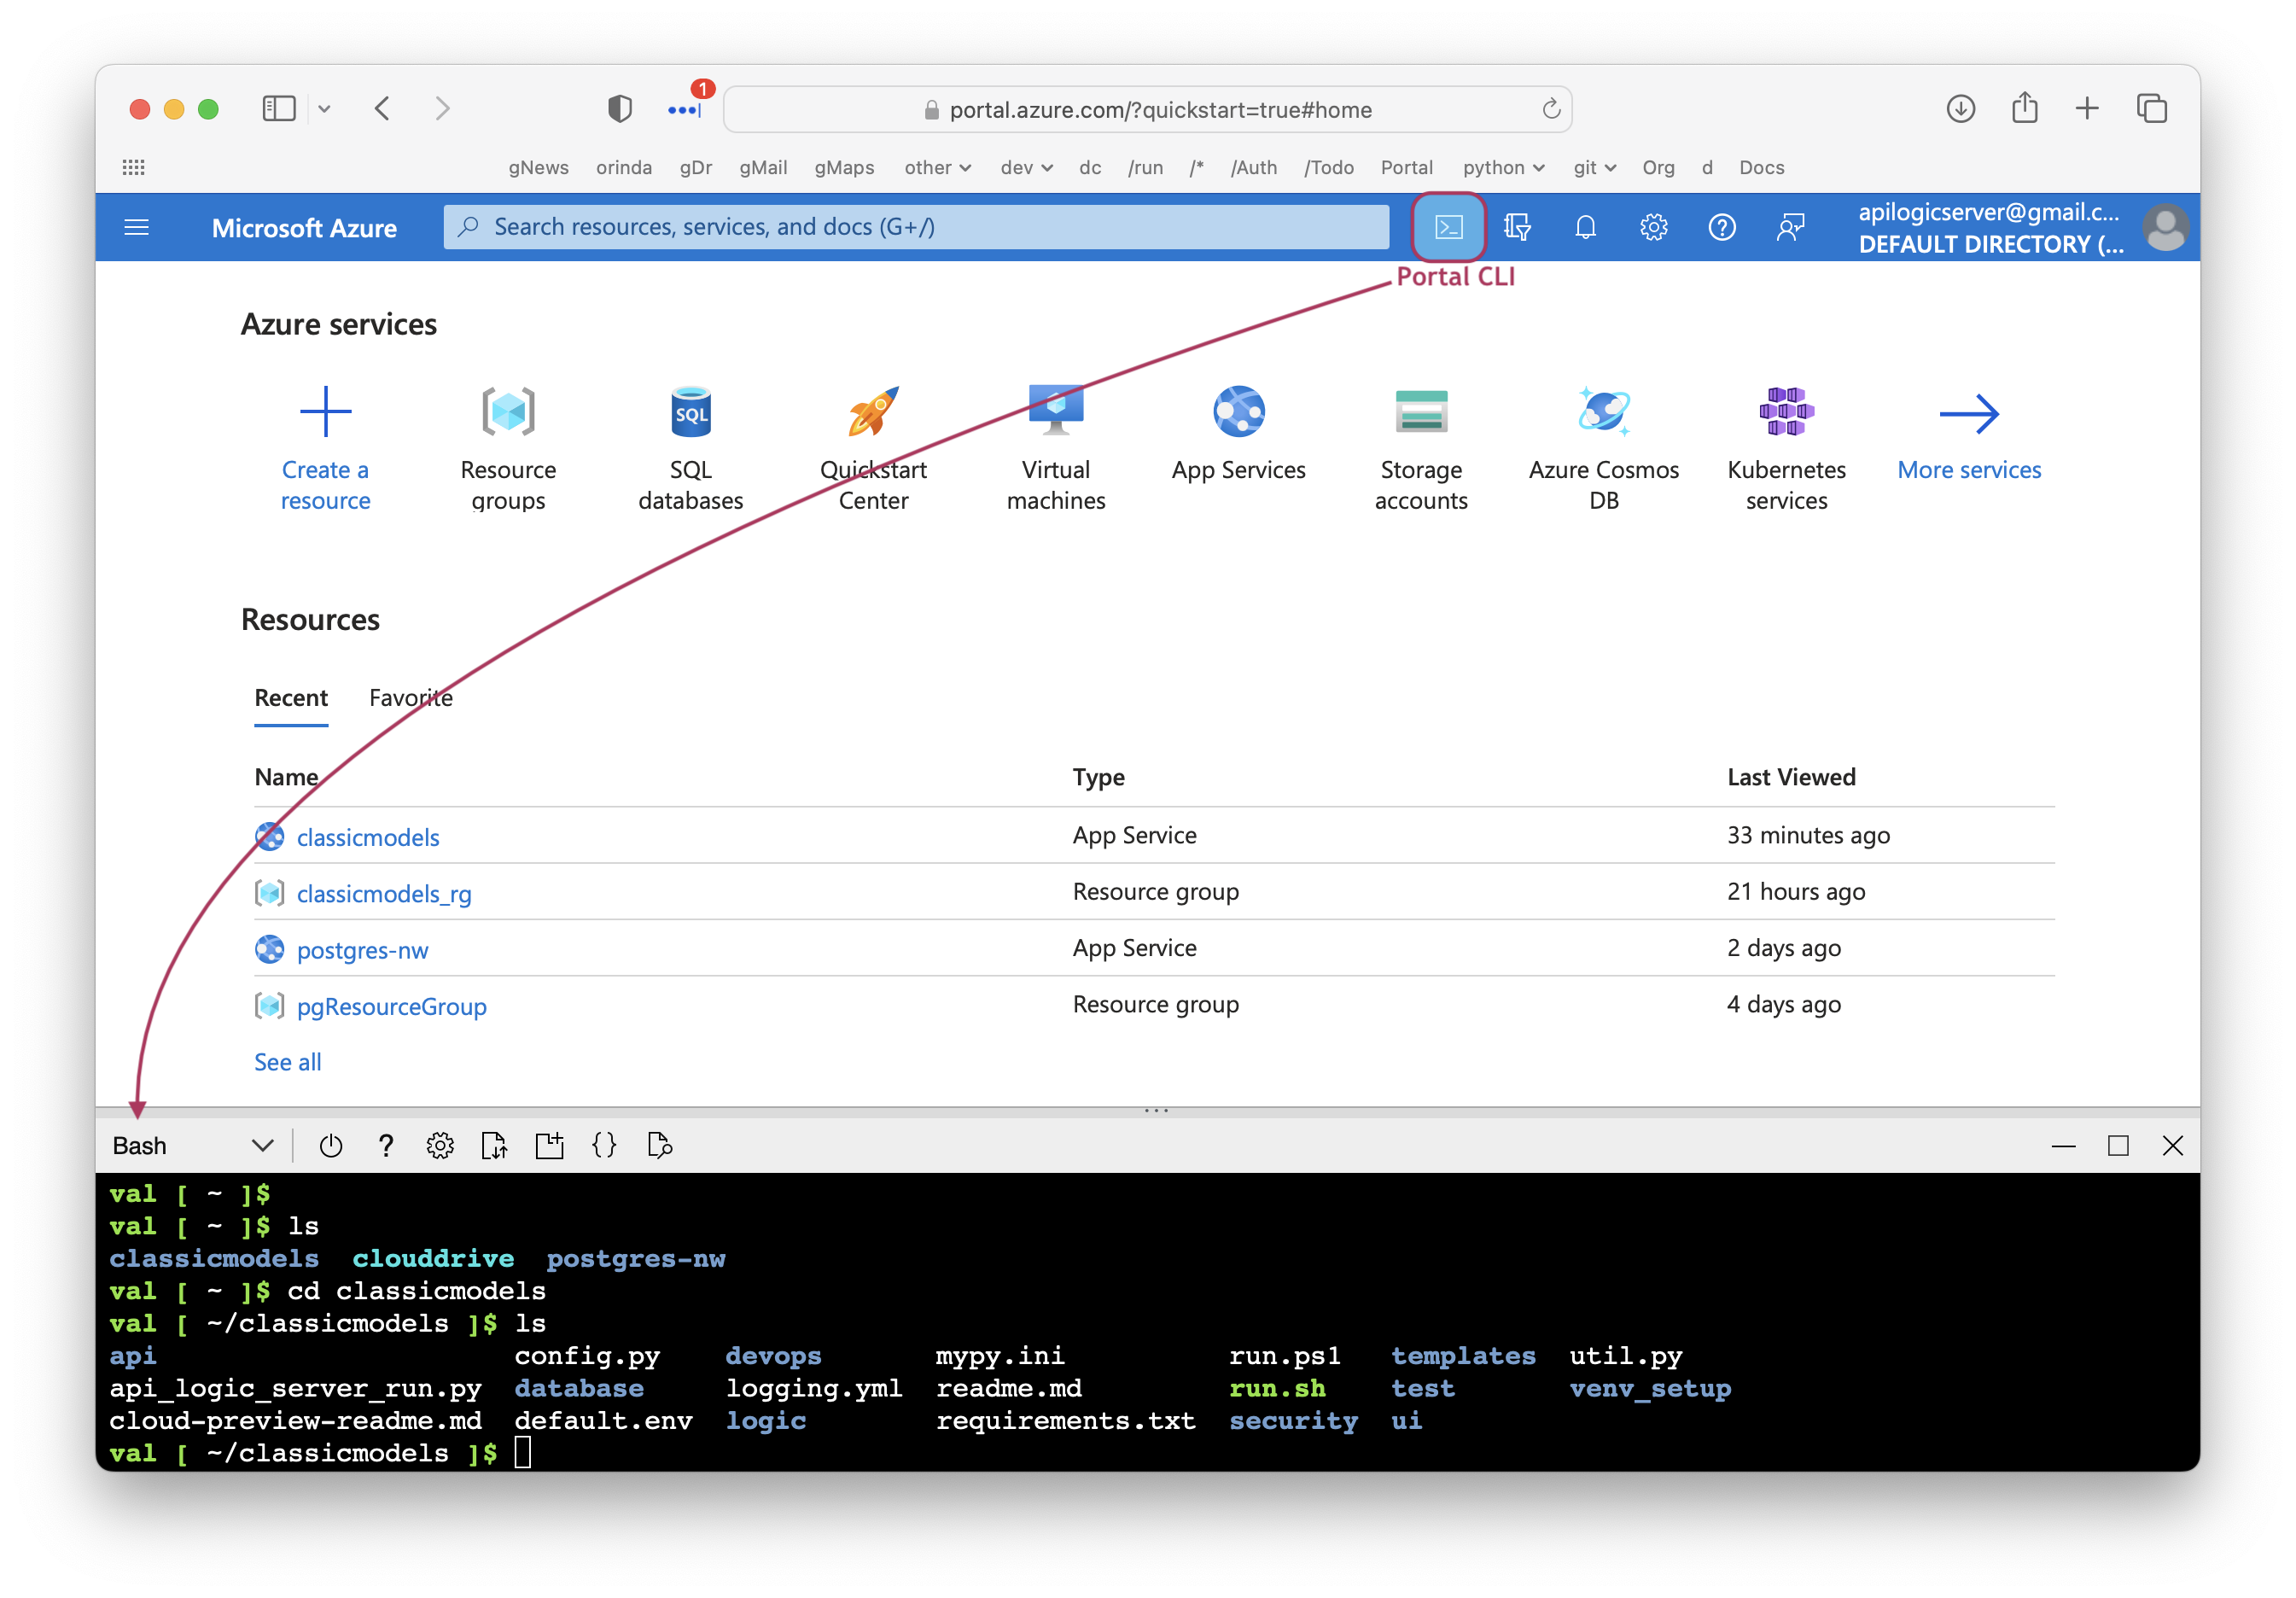 1
portal.azure.com/?quickstart=true#home
gNews orinda gDr gMail gMaps other dev dc /run /* /Auth /Todo Portal python git Org d Docs
Microsoft Azure
Search resources, services, and docs (G+/)
apilogicserver@gmail.c...
DEFAULT DIRECTORY (...
Portal CLI
Azure services
Create a resource
Resource groups
SQL
SQL databases
Quickstart Center
Virtual machines
App Services
Storage accounts
Azure Cosmos DB
Kubernetes services
More services
Resources
Recent Favorite
Name Type Last Viewed
classicmodels App Service 33 minutes ago
classicmodels_rg Resource group 21 hours ago
postgres-nw App Service 2 days ago
pgResourceGroup Resource group 4 days ago
See all
Bash
val [ ~ ]$
val [ ~ ]$ ls
classicmodels clouddrive postgres-nw
val [ ~ ]$ cd classicmodels
val [ ~/classicmodels ]$ ls
api config.py devops mypy.ini run.ps1 templates util.py
api_logic_server_run.py database logging.yml readme.md run.sh test venv_setup
cloud-preview-readme.md default.env logic requirements.txt security ui
val [ ~/classicmodels ]$